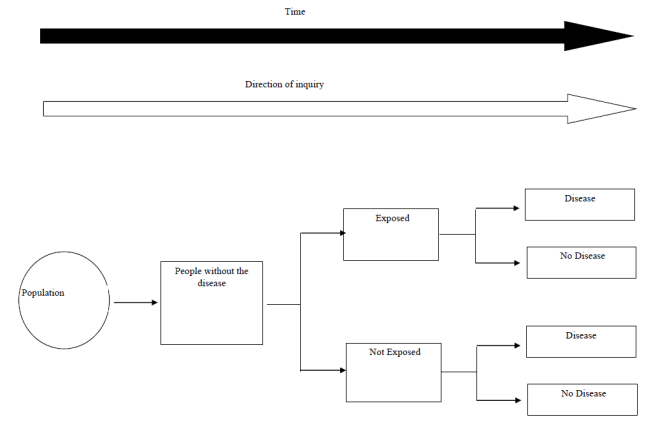 Time
Direction of inquiry
Population
People without the
disease
Exposed
Not Exposed
Disease
No Disease
Disease
No Disease